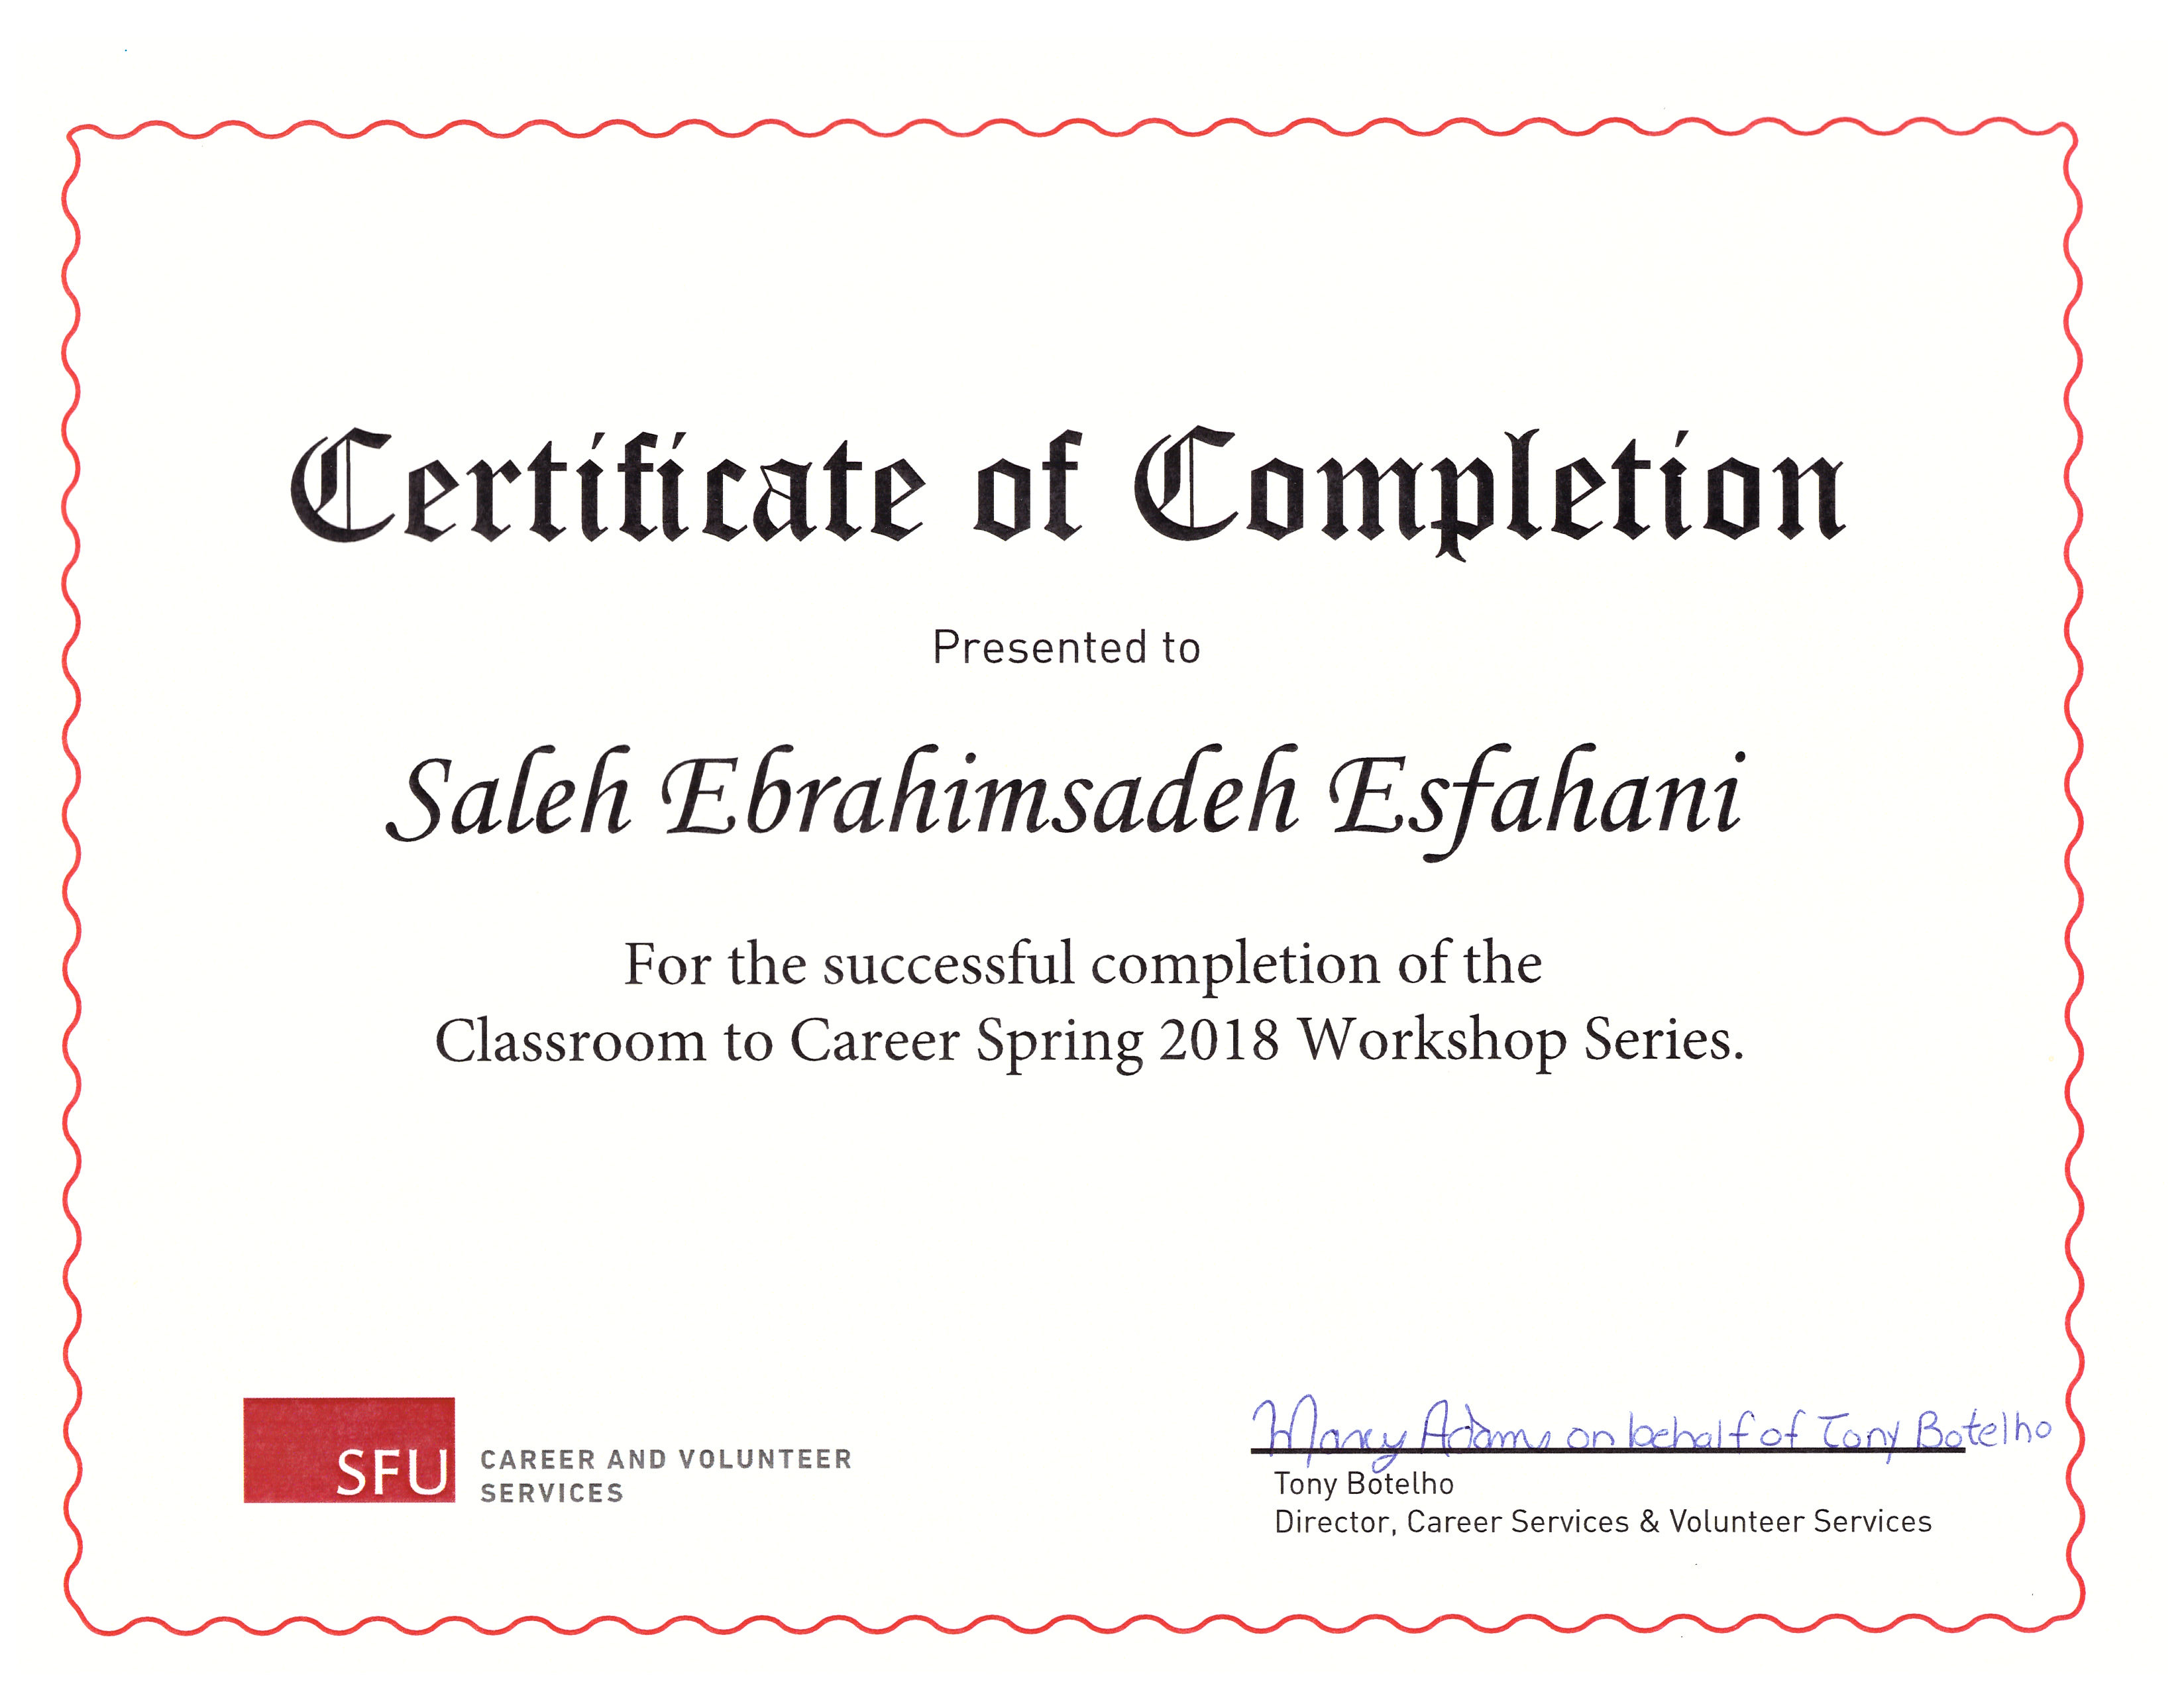 Certificate of Completion
Presented to
Saleh Ebrahimsadeh Esfahani
For the successful completion of the
Classroom to Career Spring 2018 Workshop Series.
SFU
CAREER AND VOLUNTEER
SERVICES
Adams on behalf of Tony Botelho
Tony Botelho
Director, Career Services & Volunteer Services